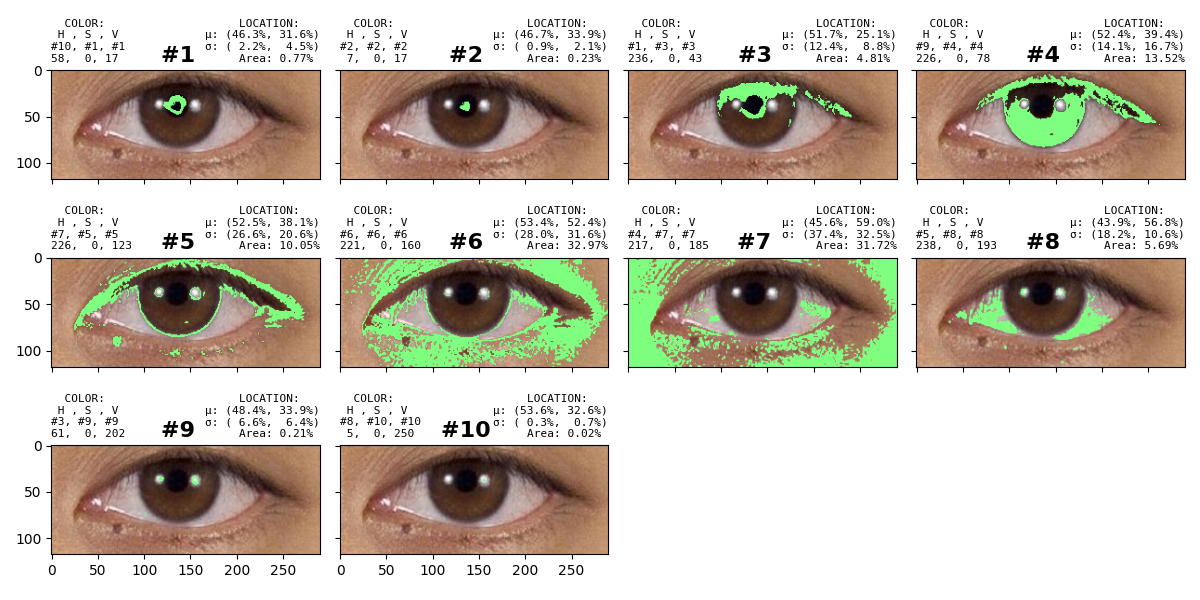 COLOR: LOCATION:
H , S , V μ: (46.3%, 31.6%)
#10, #1, #1 σ: ( 2.2%, 4.5%)
58, 0, 17 #1 Area: 0.77%
COLOR: LOCATION:
H , S , V μ: (46.7%, 33.9%)
#2, #2, #2 σ: ( 0.9%, 2.1%)
7, 0, 17 #2 Area: 0.23%
COLOR: LOCATION:
H , S , V μ: (51.7%, 25.1%)
#1, #3, #3 σ: (12.4%, 8.8%)
236, 0, 43 #3 Area: 4.81%
COLOR: LOCATION:
H , S , V μ: (52.4%, 39.4%)
#9, #4, #4 σ: (14.1%, 16.7%)
226, 0, 78 #4 Area: 13.52%
0
50
100
COLOR: LOCATION:
H , S , V μ: (52.5%, 38.1%)
#7, #5, #5 σ: (26.6%, 20.6%)
226, 0, 123 #5 Area: 10.05%
COLOR: LOCATION:
H , S , V μ: (53.4%, 52.4%)
#6, #6, #6 σ: (28.0%, 31.6%)
221, 0, 160 #6 Area: 32.97%
COLOR: LOCATION:
H , S , V μ: (45.6%, 59.0%)
#4, #7, #7 σ: (37.4%, 32.5%)
217, 0, 185 #7 Area: 31.72%
COLOR: LOCATION:
H , S , V μ: (43.9%, 56.8%)
#5, #8, #8 σ: (18.2%, 10.6%)
238, 0, 193 #8 Area: 5.69%
0
50
100
COLOR: LOCATION:
H , S , V μ: (48.4%, 33.9%)
#3, #9, #9 σ: ( 6.6%, 6.4%)
61, 0, 202 #9 Area: 0.21%
COLOR: LOCATION:
H , S , V μ: (53.6%, 32.6%)
#8, #10, #10 σ: ( 0.3%, 0.7%)
5, 0, 250 #10 Area: 0.02%
0
50
100
0 50 100 150 200 250
0 50 100 150 200 250